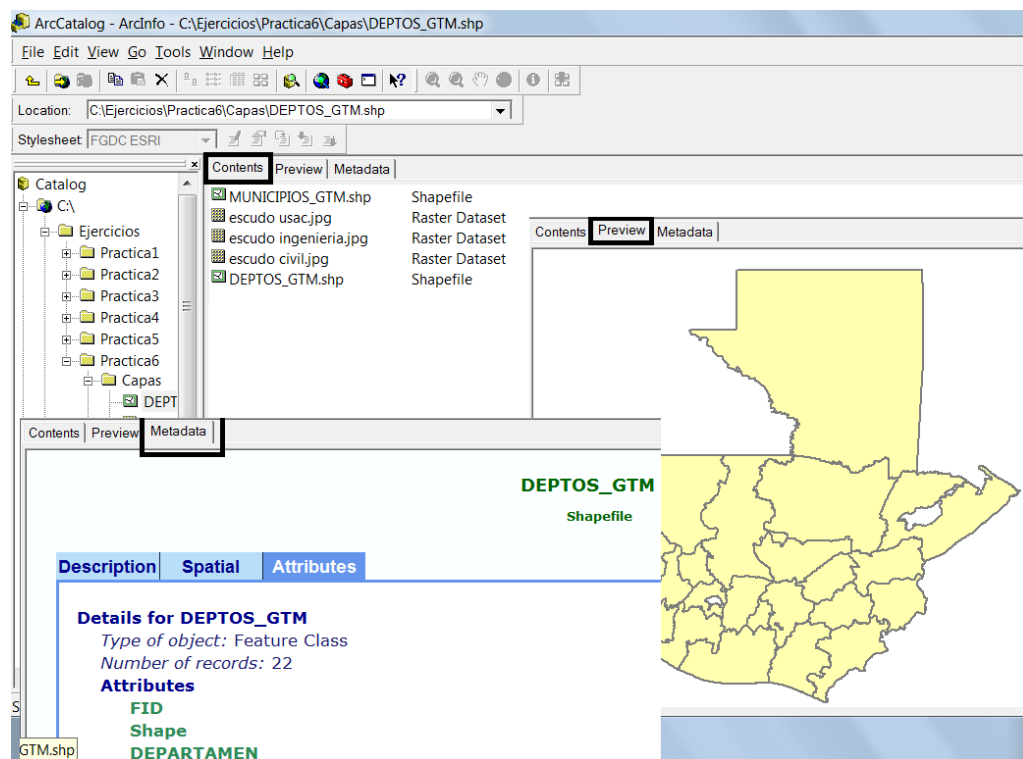 ArcCatalog - ArcInfo - C:\Ejercicios\Practica6\Capas\DEPTOS_GTM.shp
File Edit View Go Tools Window Help
Location: C:\Ejercicios\Practica6\Capas\DEPTOS_GTM.shp
Stylesheet: FGDC ESRI
Contents Preview Metadata
Catalog
C:\
Ejercicios
Practica1
Practica2
Practica3
Practica4
Practica5
Practica6
Capas
DEPT
MUNICIPIOS_GTM.shp Shapefile
escudo usac.jpg Raster Dataset
escudo ingenieria.jpg Raster Dataset
escudo civil.jpg Raster Dataset
DEPTOS_GTM.shp Shapefile
Contents Preview Metadata
Contents Preview Metadata
DEPTOS_GTM
Shapefile
Description Spatial Attributes
Details for DEPTOS_GTM
Type of object: Feature Class
Number of records: 22
Attributes
FID
Shape
DEPARTAMEN
S
GTM.shp